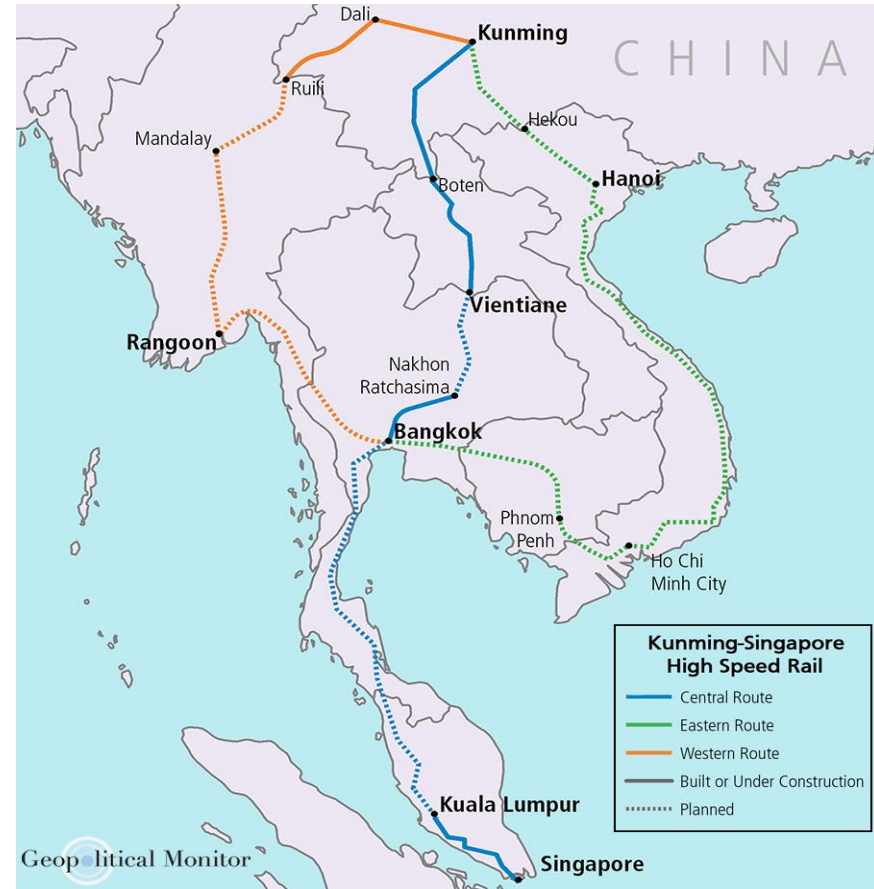 Dali
Kunming
CHINA
Ruili
Hekou
Mandalay
Boten
Hanoi
Vientiane
Rangoon
Nakhon
Ratchasima
Bangkok
Phnom
Penh
Ho Chi
Minh City
Kunming-Singapore
High Speed Rail
Central Route
Eastern Route
Western Route
Built or Under Construction
Planned
Kuala Lumpur
Singapore
Geopolitical Monitor